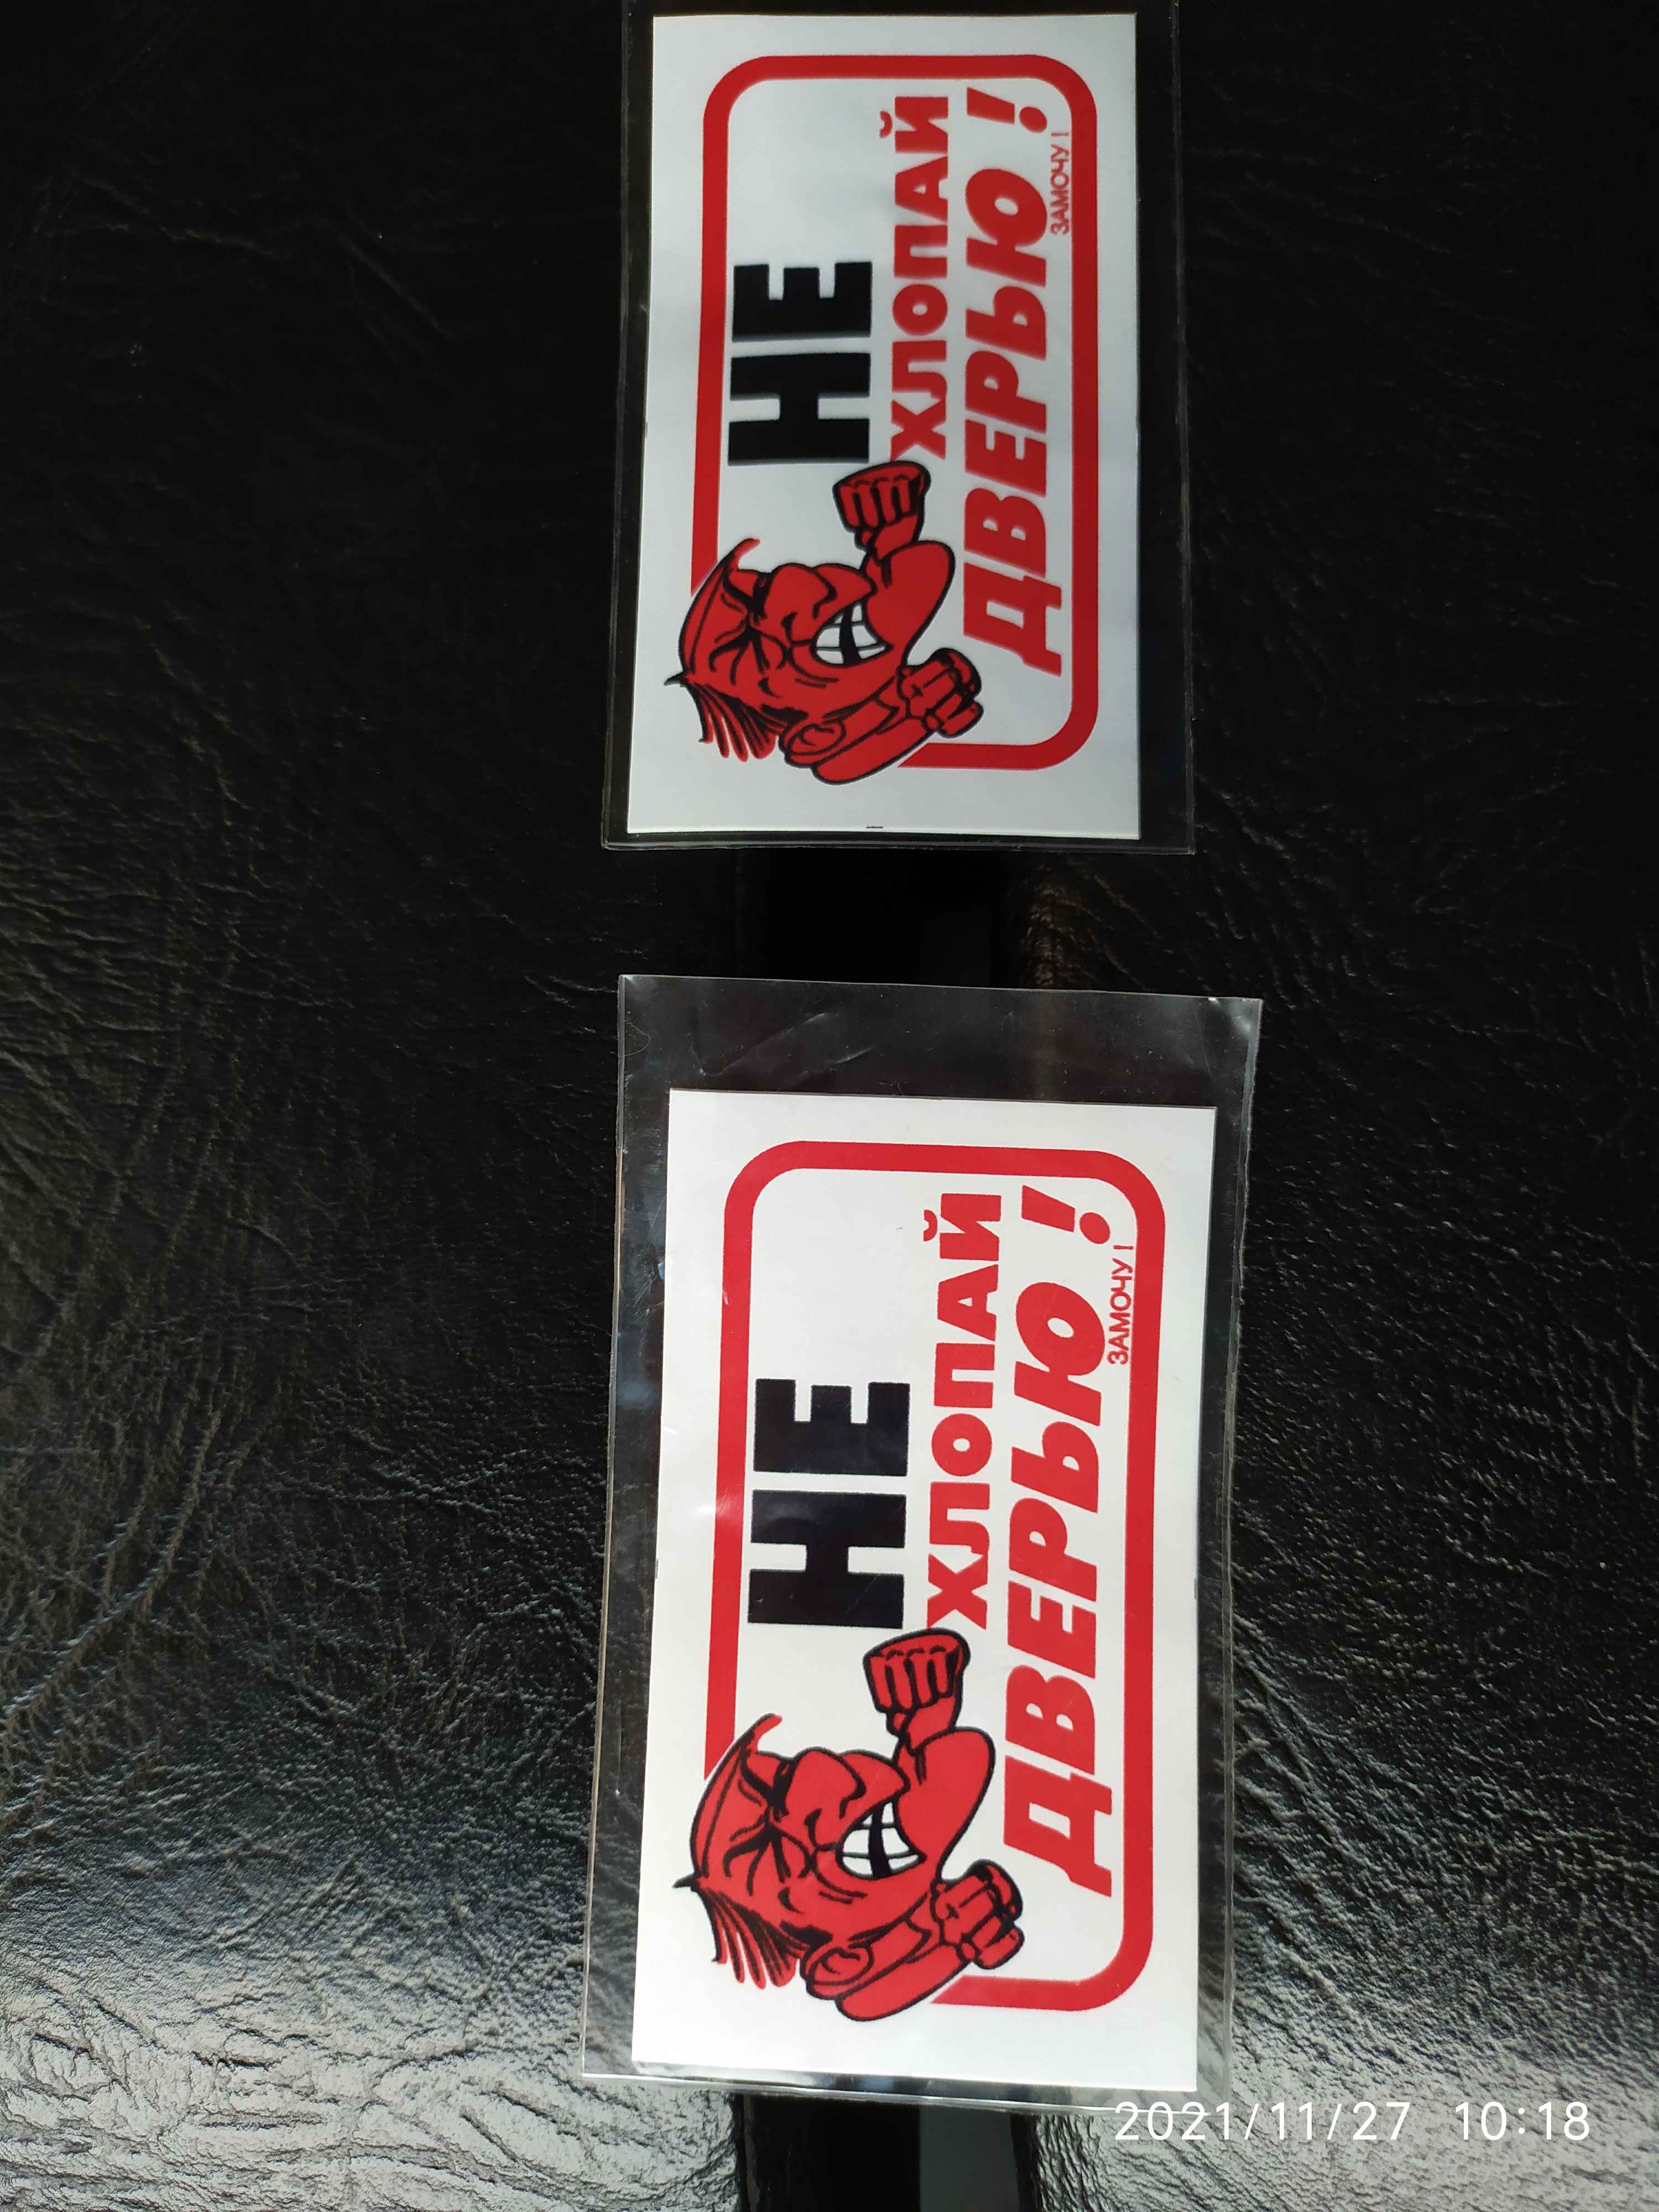 НЕ
ХЛОПАЙ
ДВЕРЬЮ!
ЗАМОЧУ!
НЕ
ХЛОПАЙ
ДВЕРЬЮ!
ЗАМОЧУ!
2021/11/27 10:18